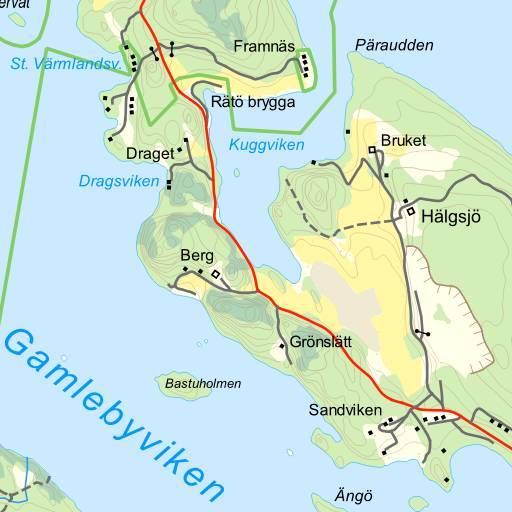 ervat
Framnäs
Päraudden
St. Värmlandsv.
Rätö brygga
Kuggviken
Bruket
Draget
Dragsviken
Hälgsjö
Berg
Grönslätt
Gamlebyviken
Bastuholmen
Sandviken
Ängö